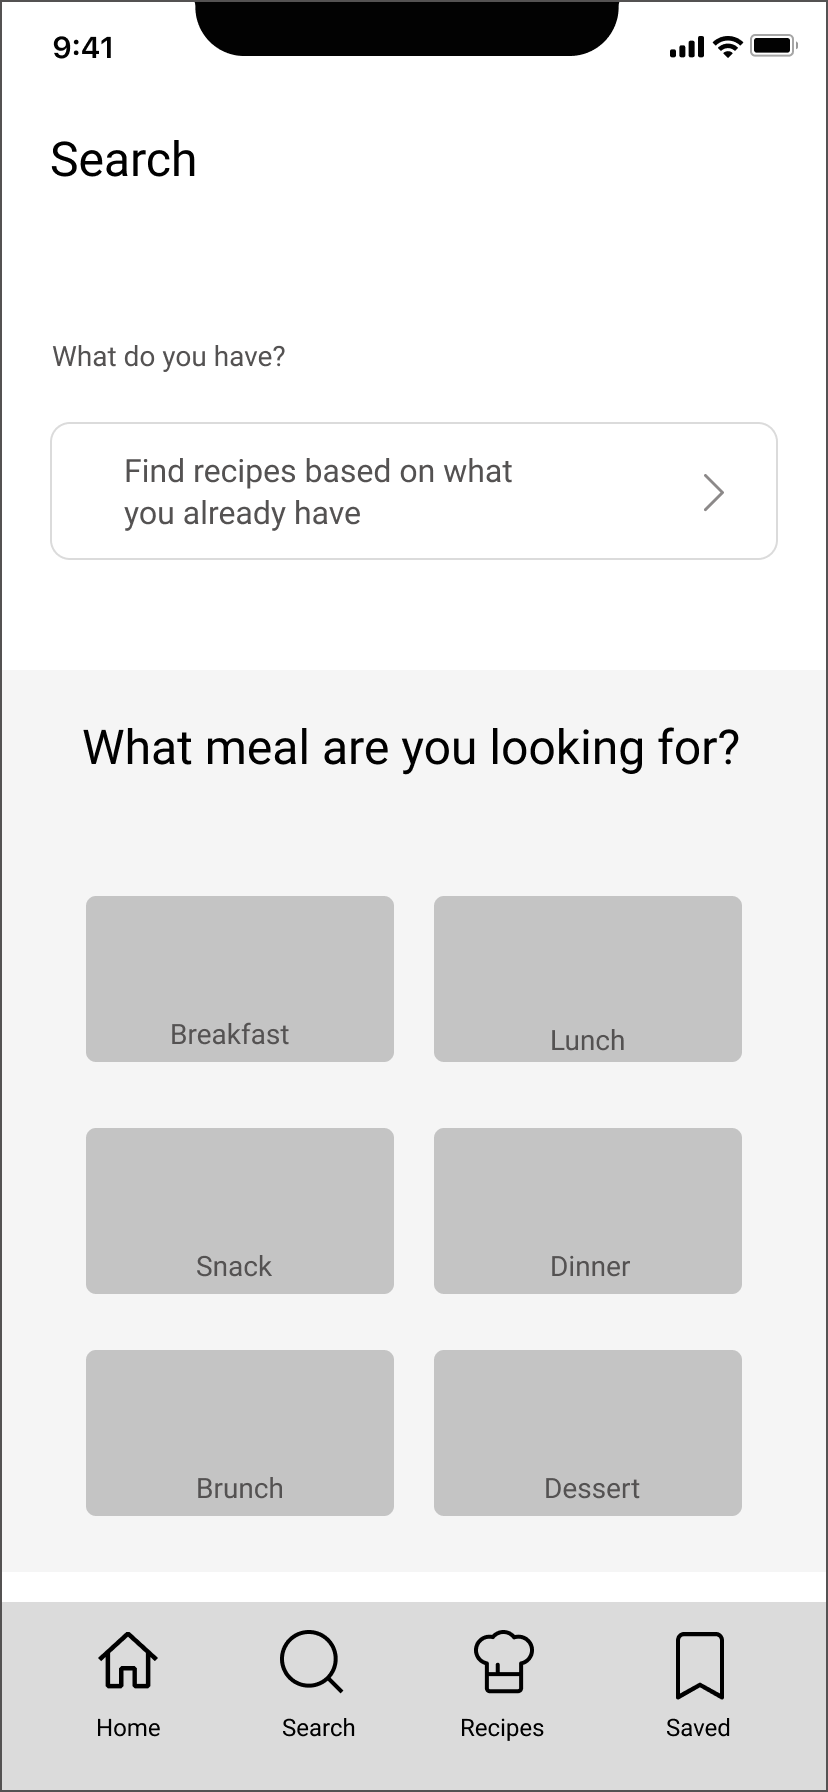 9:41
Search
What do you have?
Find recipes based on what
you already have
What meal are you looking for?
Breakfast
Lunch
Snack
Dinner
Brunch
Dessert
Home
Search
Recipes
Saved